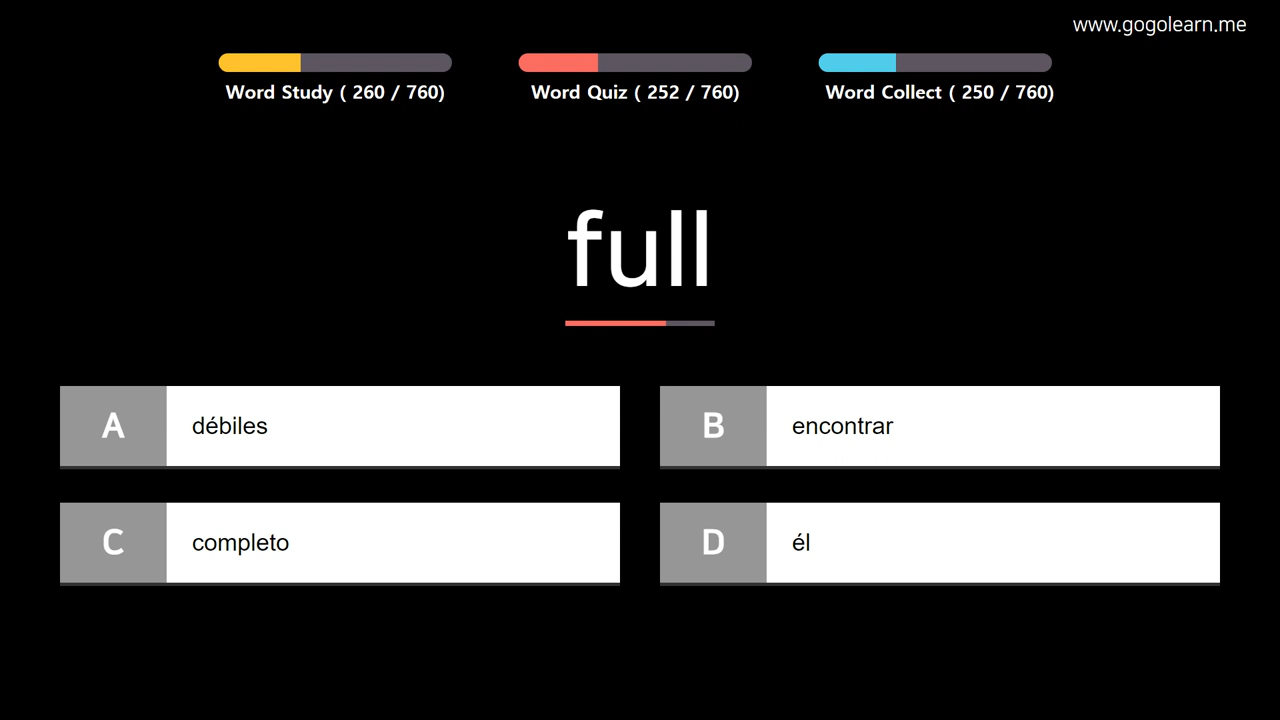 www.gogolearn.me
Word Study ( 260 / 760)
Word Quiz ( 252 / 760)
Word Collect ( 250 / 760)
full
A débiles
B encontrar
C completo
D él